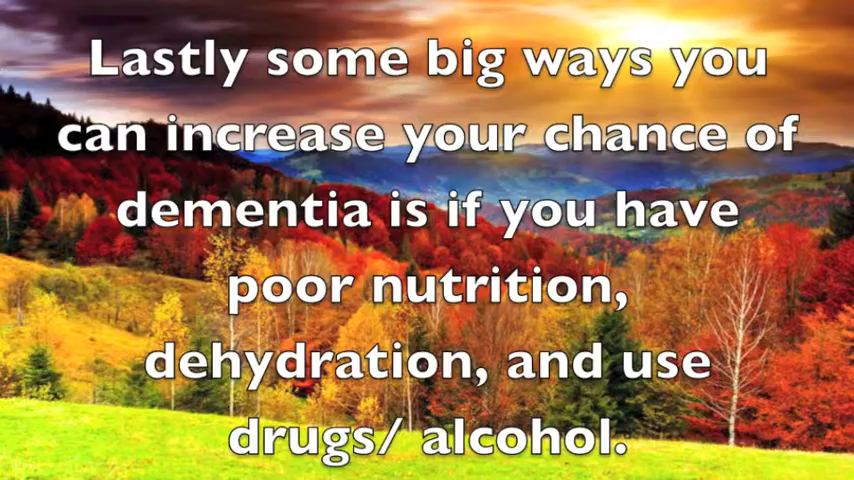 Lastly some big ways you
can increase your chance of
dementia is if you have
poor nutrition,
dehydration, and use
drugs/ alcohol.